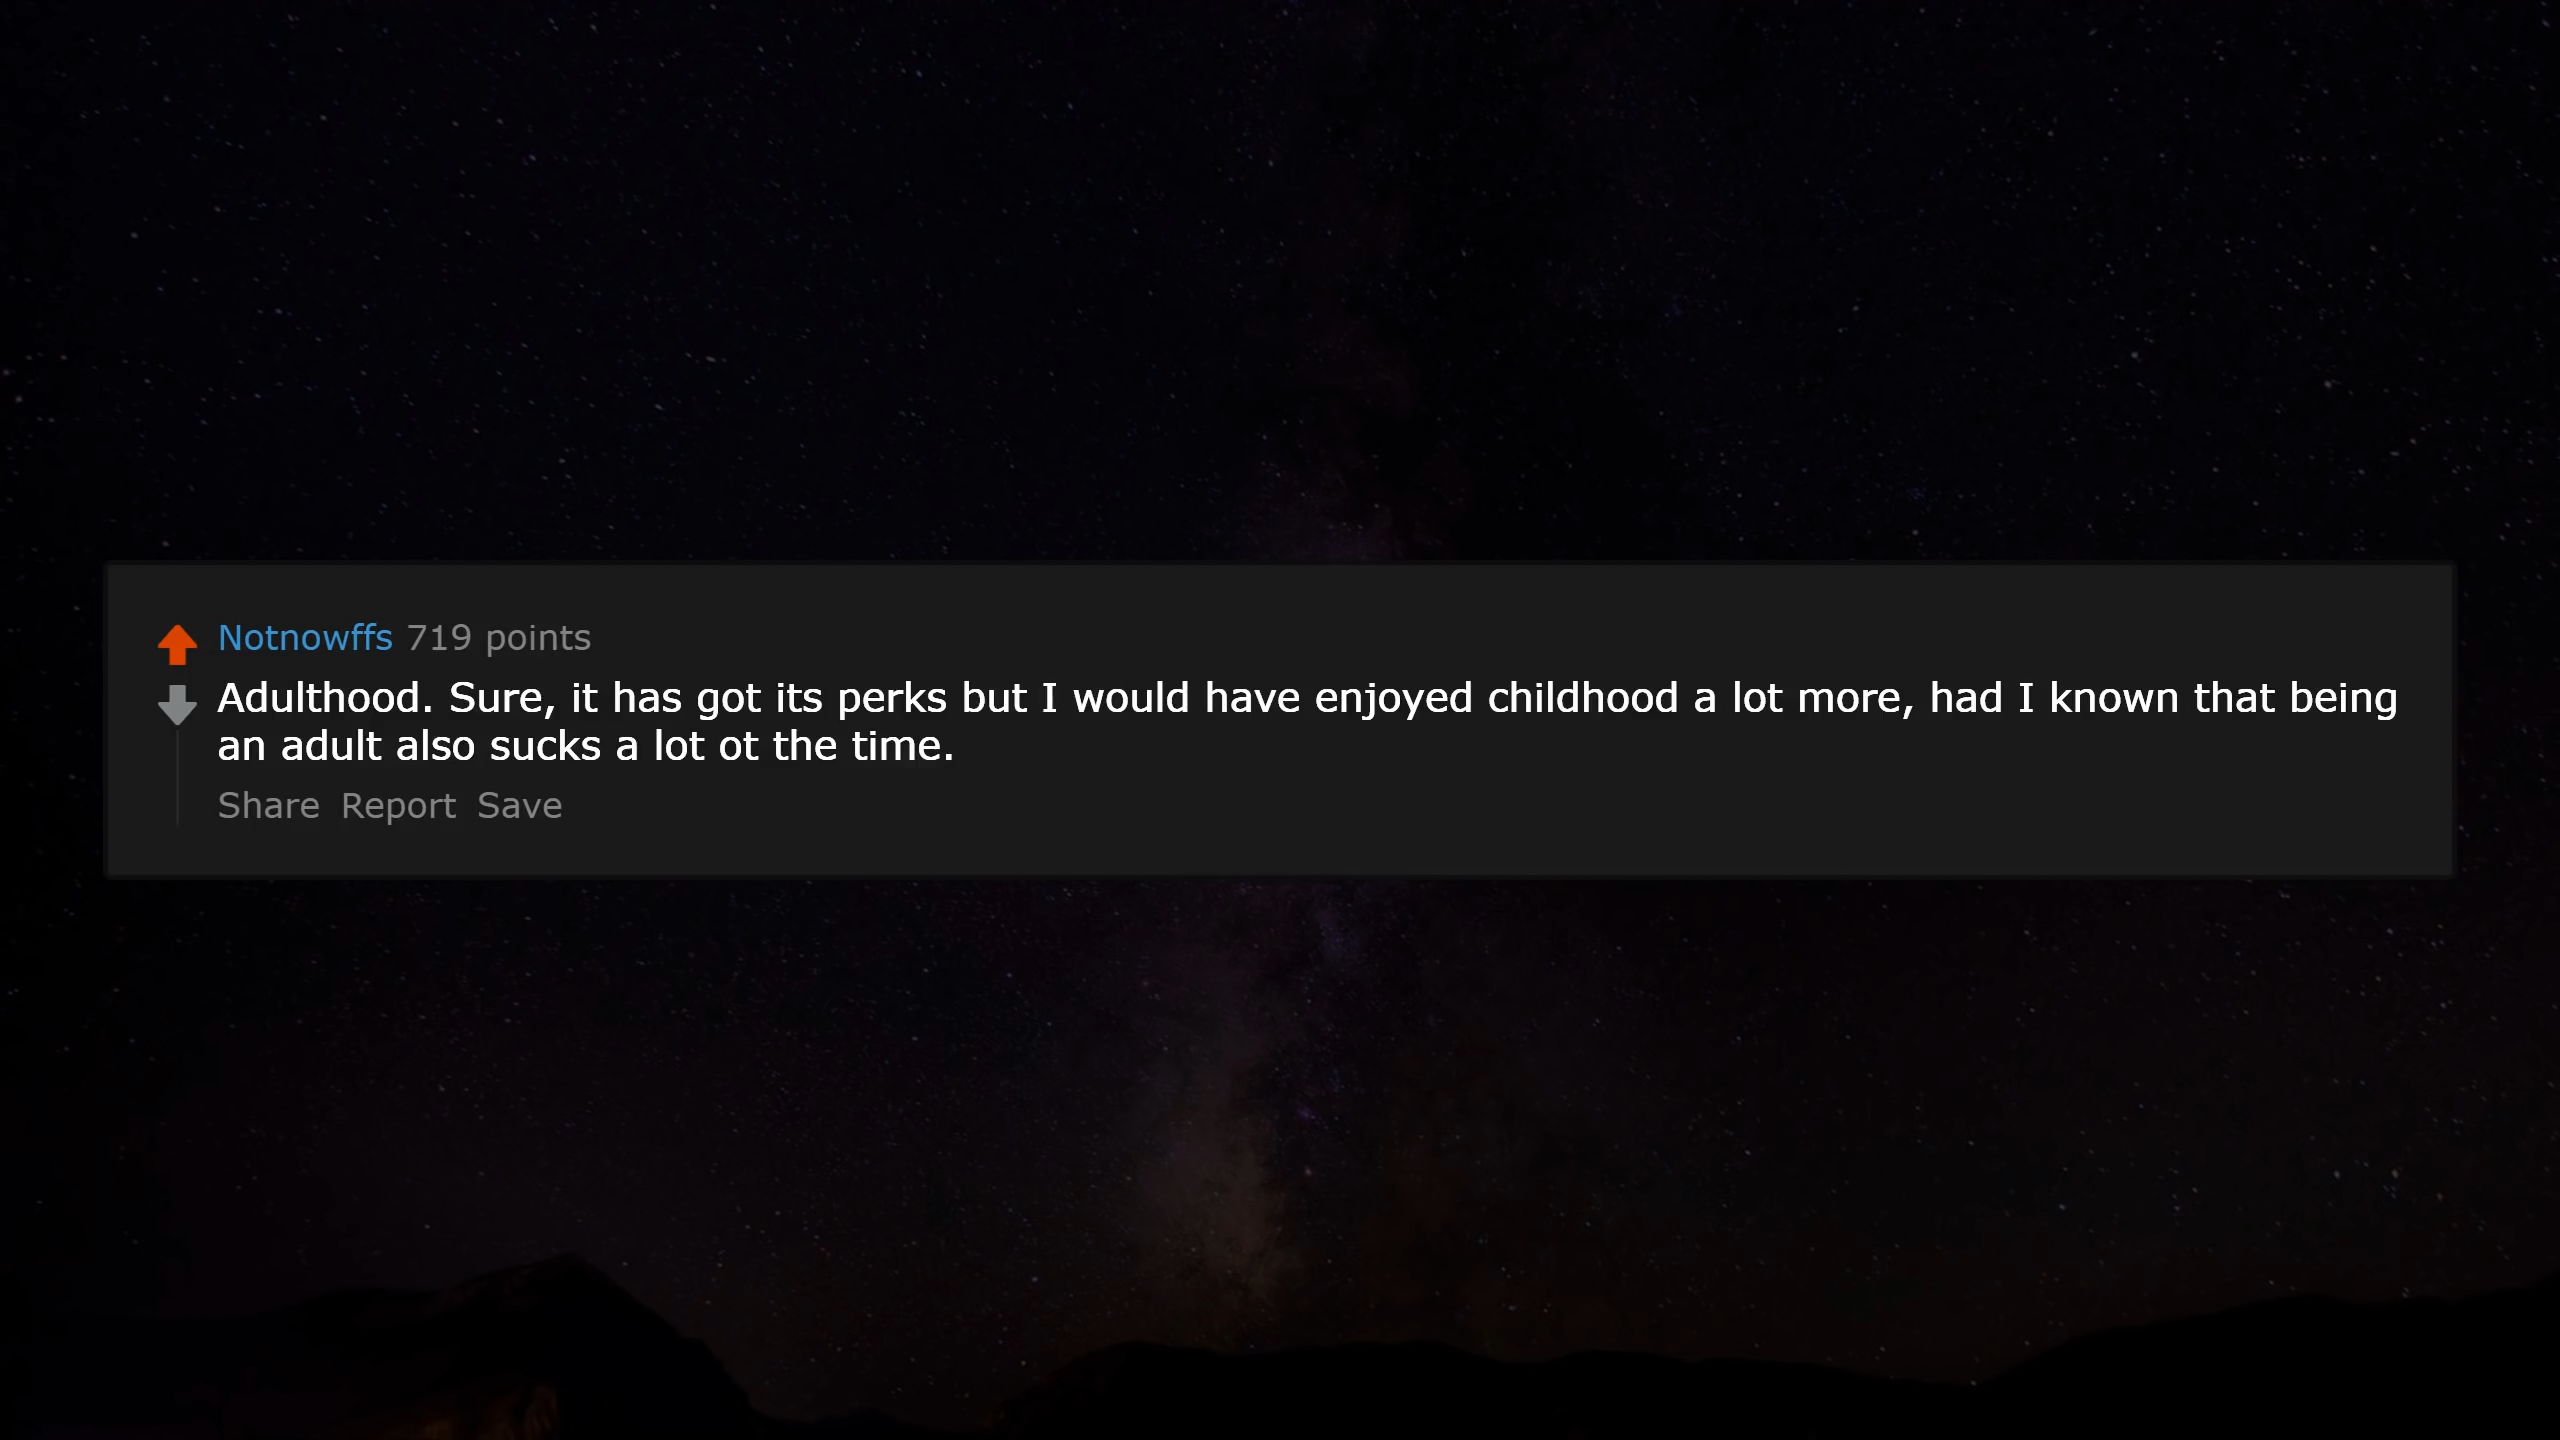 Notnowffs 719 points
Adulthood. Sure, it has got its perks but I would have enjoyed childhood a lot more, had I known that being
an adult also sucks a lot ot the time.
Share Report Save